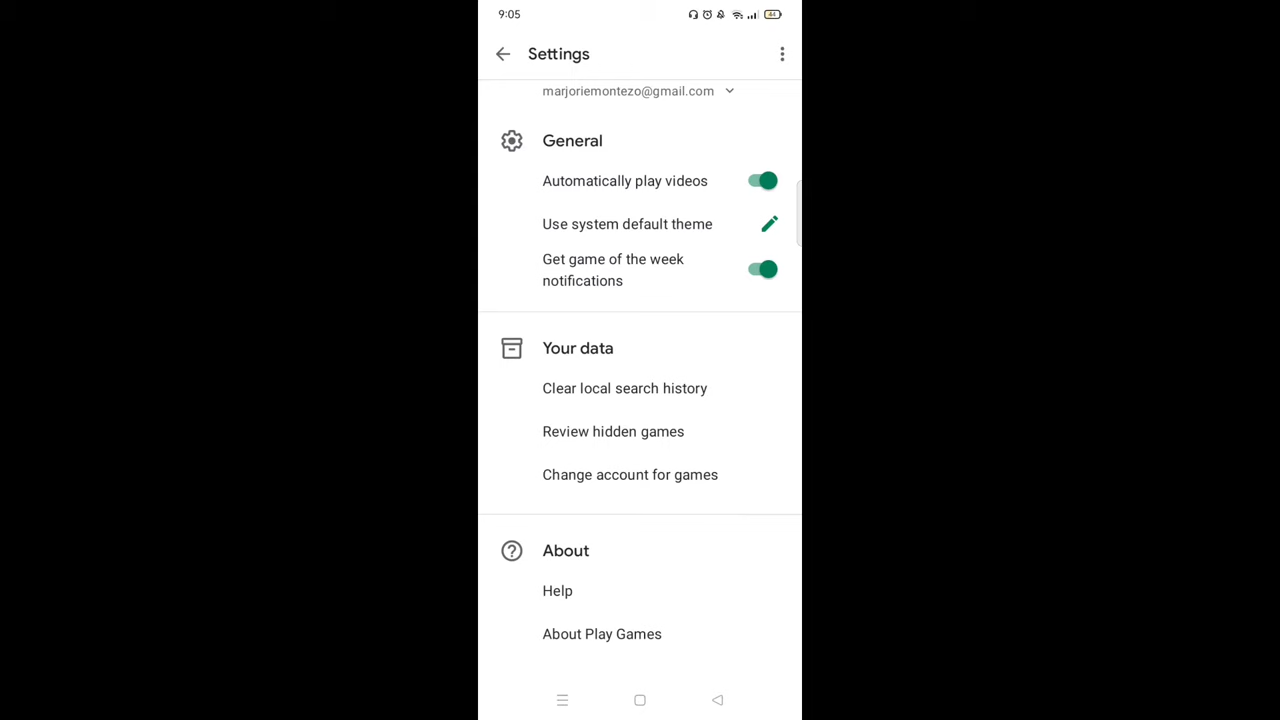 9:05
44
Settings
marjoriemontezo@gmail.com
General
Automatically play videos
Use system default theme
Get game of the week
notifications
Your data
Clear local search history
Review hidden games
Change account for games
About
Help
About Play Games